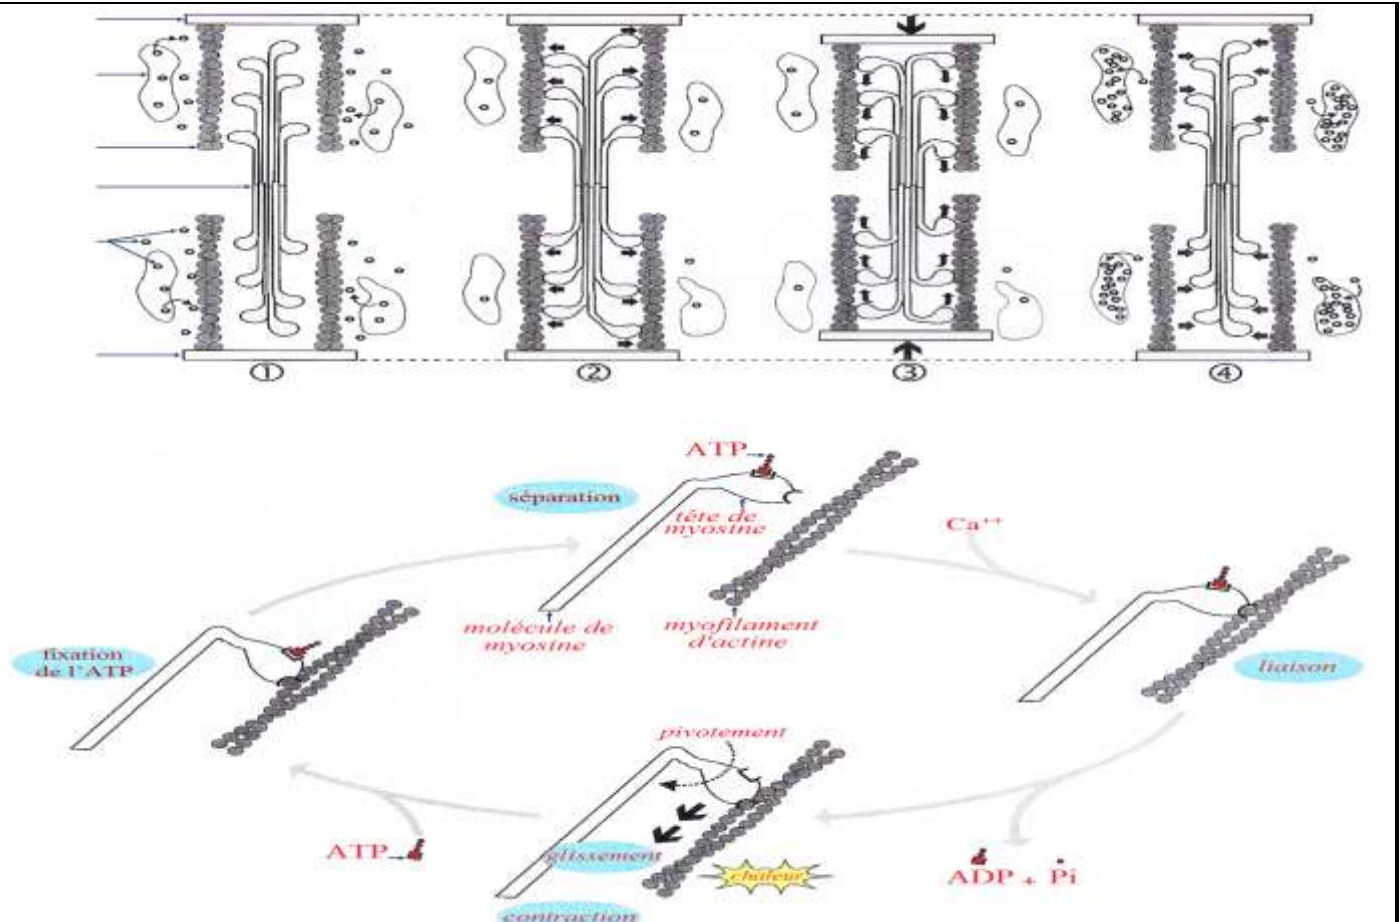 ① ② ③ ④
ATP
séparation
tête de
myosine
Ca⁺⁺
molécule de
myosine
myofilament
d'actine
fixation
de l'ATP
liaison
pivotement
ATP
glissement
chaleur
ADP + Pi
contraction